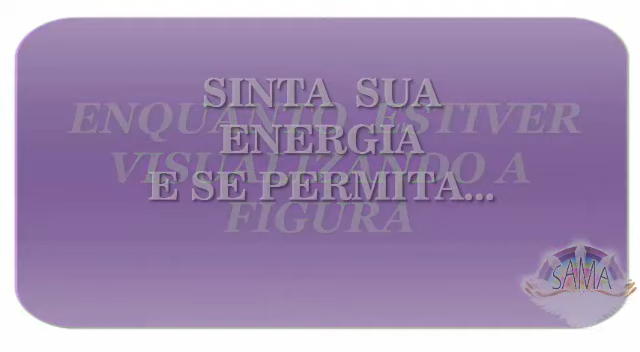 SINTA SUA
ENERGIA
E SE PERMITA...
ENQUANTO ESTIVER
VISUALIZANDO A
FIGURA
SAMA